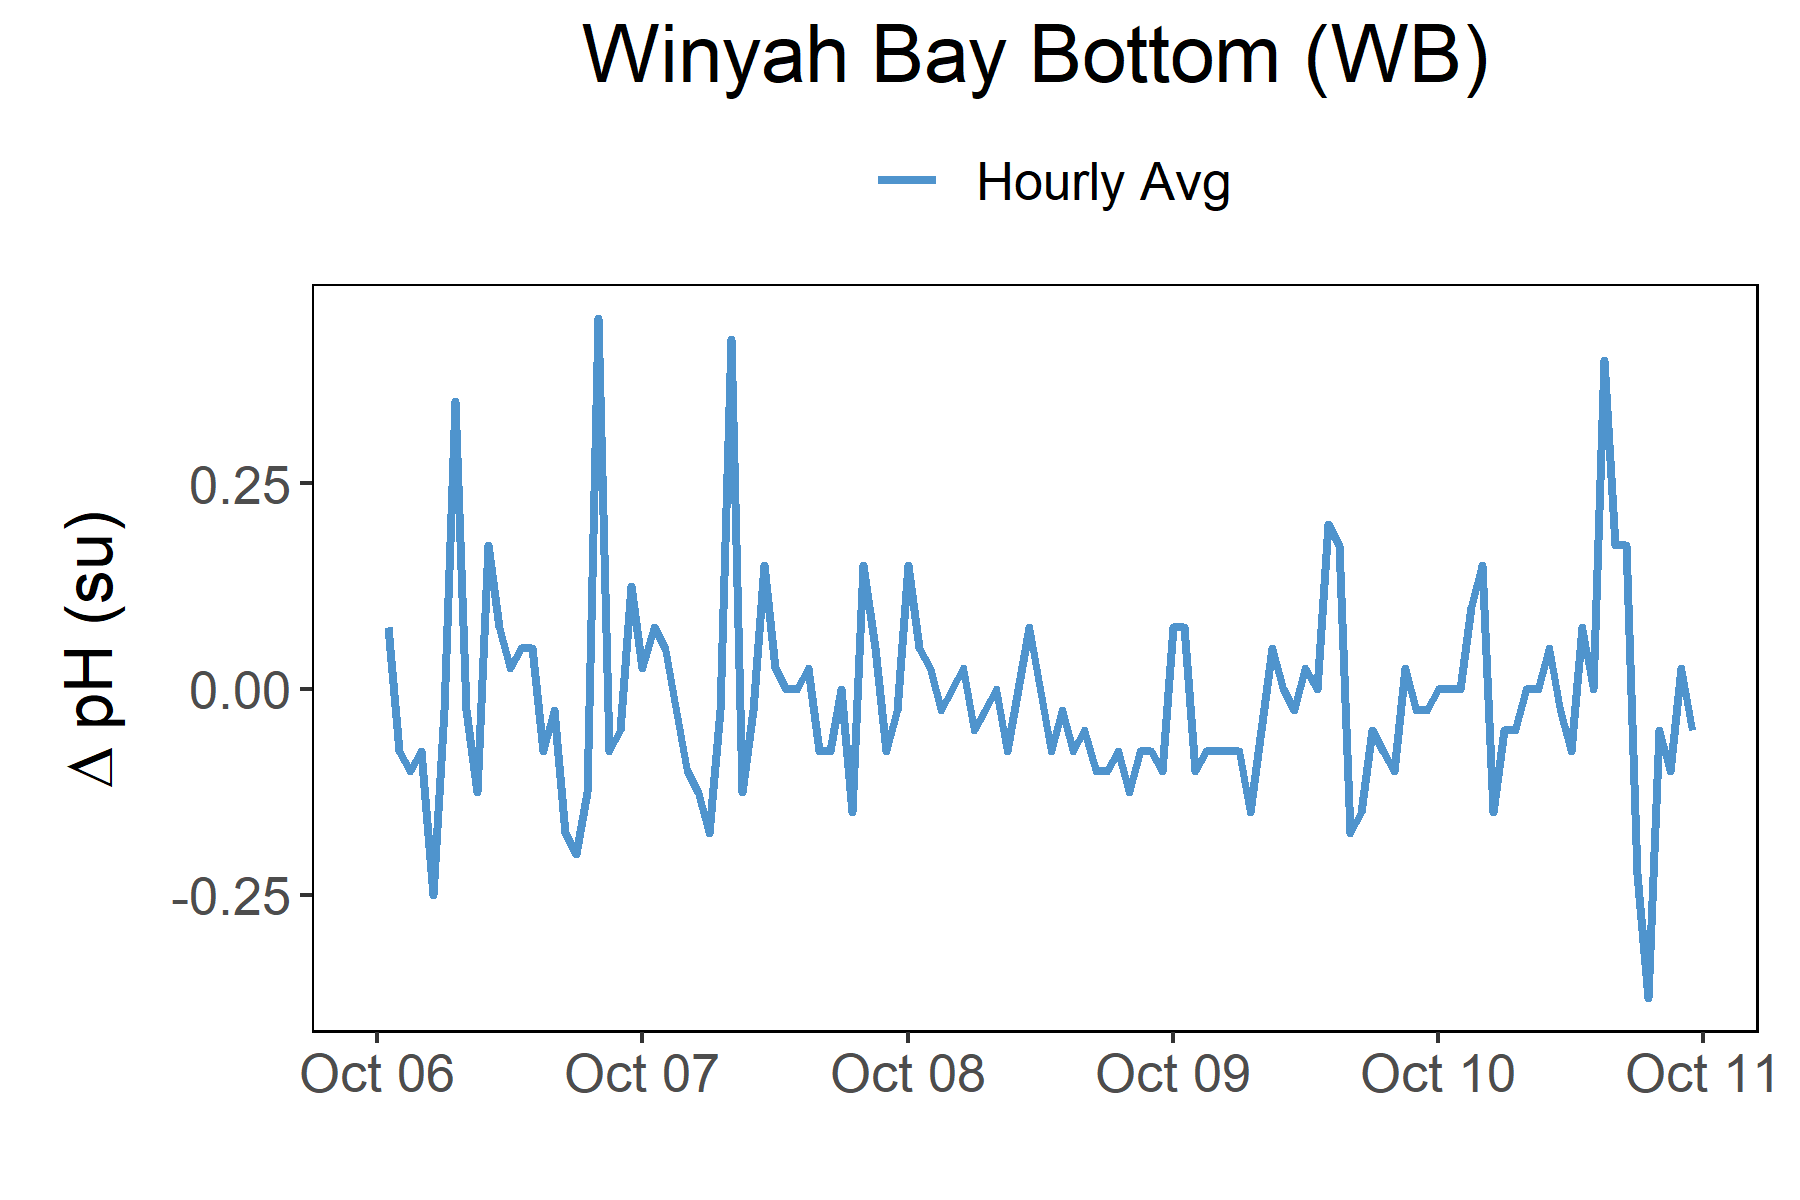 Winyah Bay Bottom (WB)
Hourly Avg
Δ pH (su)
0.25
0.00
-0.25
Oct 06 Oct 07 Oct 08 Oct 09 Oct 10 Oct 11